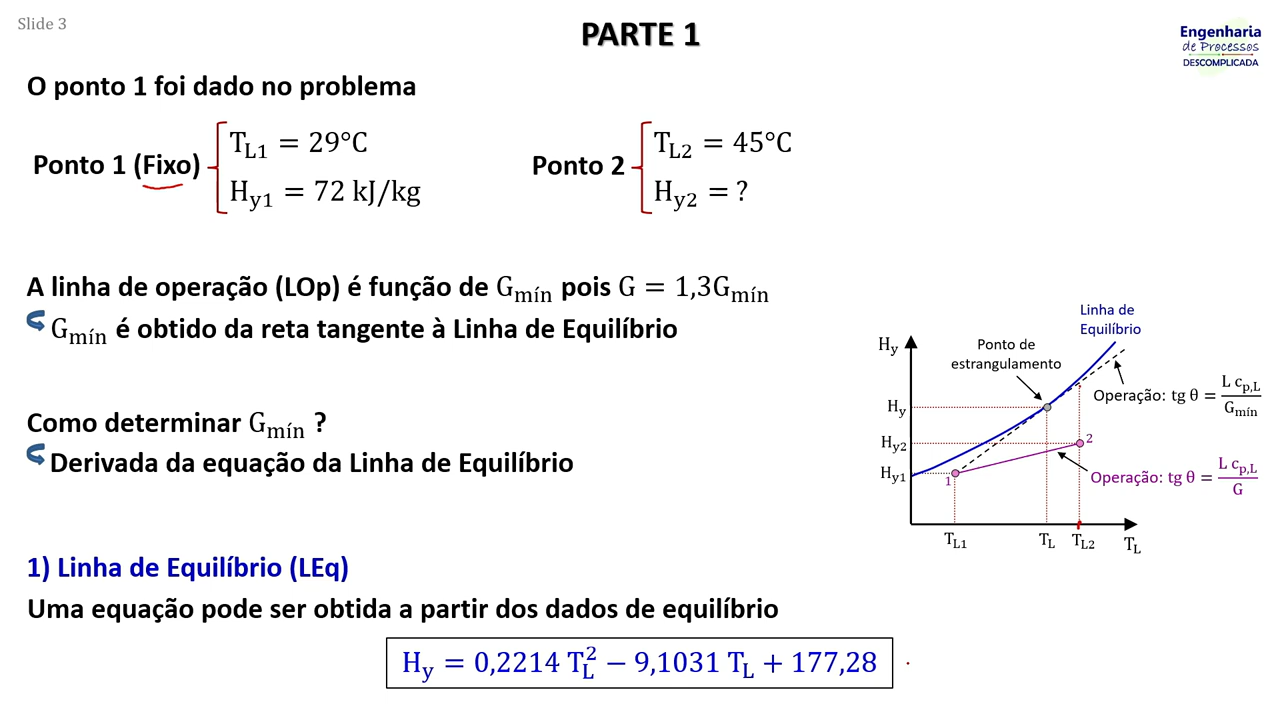 Slide 3
PARTE 1
Engenharia
de Processos
DESCOMPLICADA
O ponto 1 foi dado no problema
Ponto 1 (Fixo)
T_L1 = 29°C
H_y1 = 72 kJ/kg
Ponto 2
T_L2 = 45°C
H_y2 = ?
A linha de operação (LOp) é função de G_mín pois G = 1,3G_mín
G_mín é obtido da reta tangente à Linha de Equilíbrio
Como determinar G_mín ?
Derivada da equação da Linha de Equilíbrio
Linha de
Equilíbrio
Ponto de
estrangulamento
H_y
Operação: tg θ = L c_p,L / G_mín
H_y
H_y2
2
H_y1
1
Operação: tg θ = L c_p,L / G
T_L1
T_L
T_L2
T_L
1) Linha de Equilíbrio (LEq)
Uma equação pode ser obtida a partir dos dados de equilíbrio
H_y = 0,2214 T_L² − 9,1031 T_L + 177,28